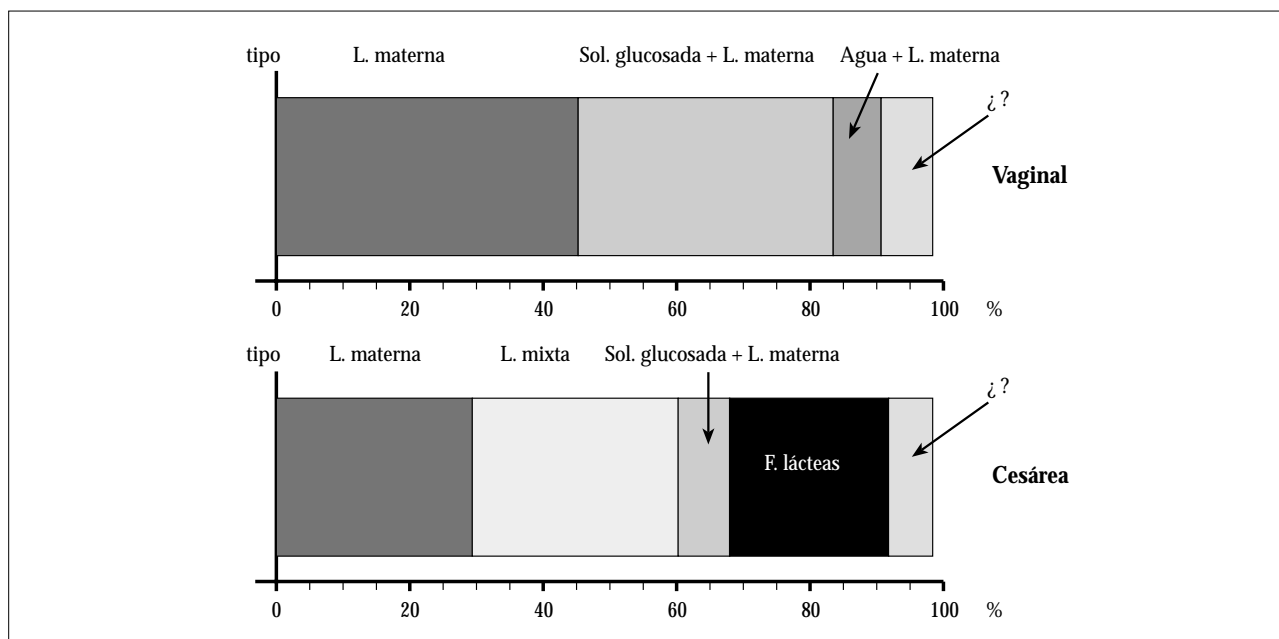 tipo L. materna Sol. glucosada + L. materna Agua + L. materna
¿ ?
Vaginal
0 20 40 60 80 100 %
tipo L. materna L. mixta Sol. glucosada + L. materna
¿ ?
F. lácteas
Cesárea
0 20 40 60 80 100 %